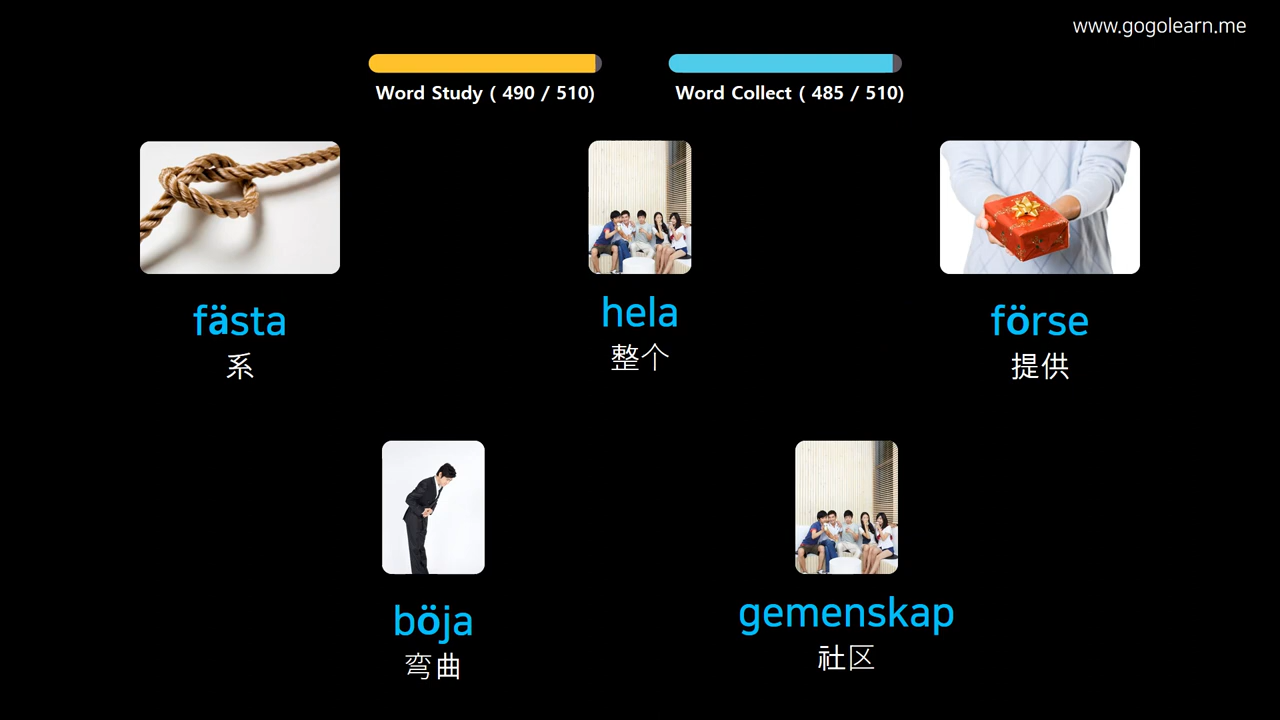 www.gogolearn.me
Word Study ( 490 / 510)
Word Collect ( 485 / 510)
fästa
系
hela
整个
förse
提供
böja
弯曲
gemenskap
社区